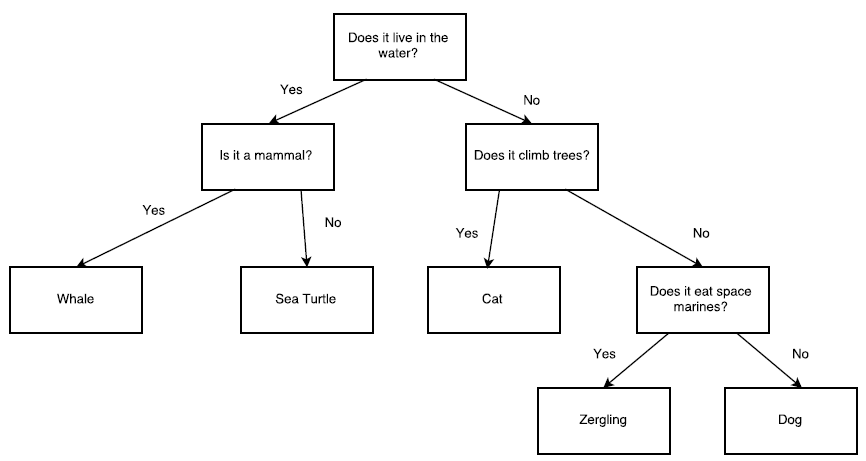 Does it live in the
water?
Yes
No
Is it a mammal?
Does it climb trees?
Yes
No
Yes
No
Whale
Sea Turtle
Cat
Does it eat space
marines?
Yes
No
Zergling
Dog